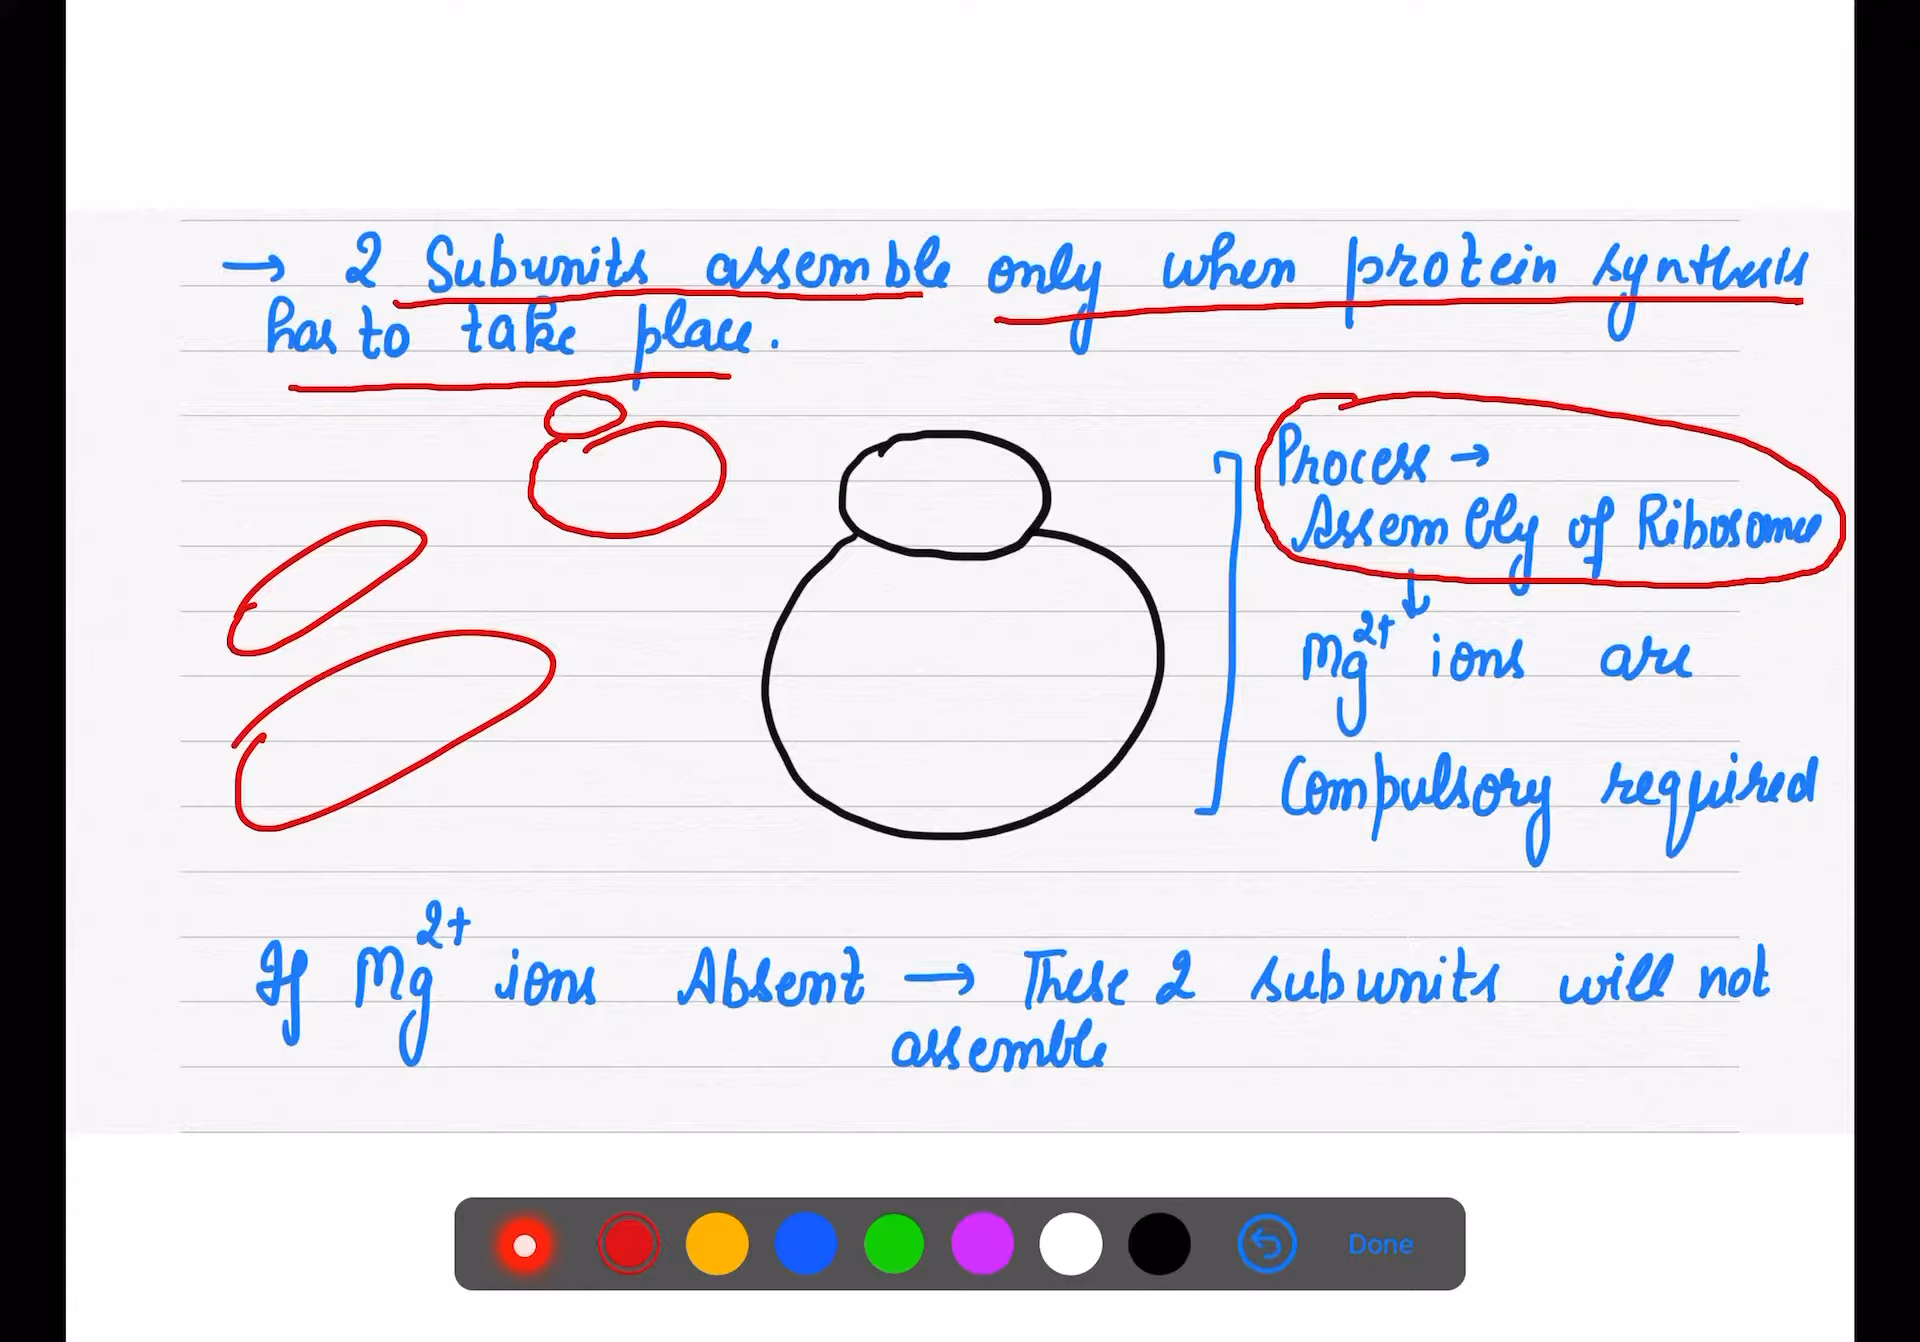 → 2 Subunits assemble only when protein synthesis
has to take place.
Process →
Assembly of Ribosome
↓
Mg2+ ions are
Compulsory required
If Mg2+ ions Absent → These 2 subunits will not
assemble
Done